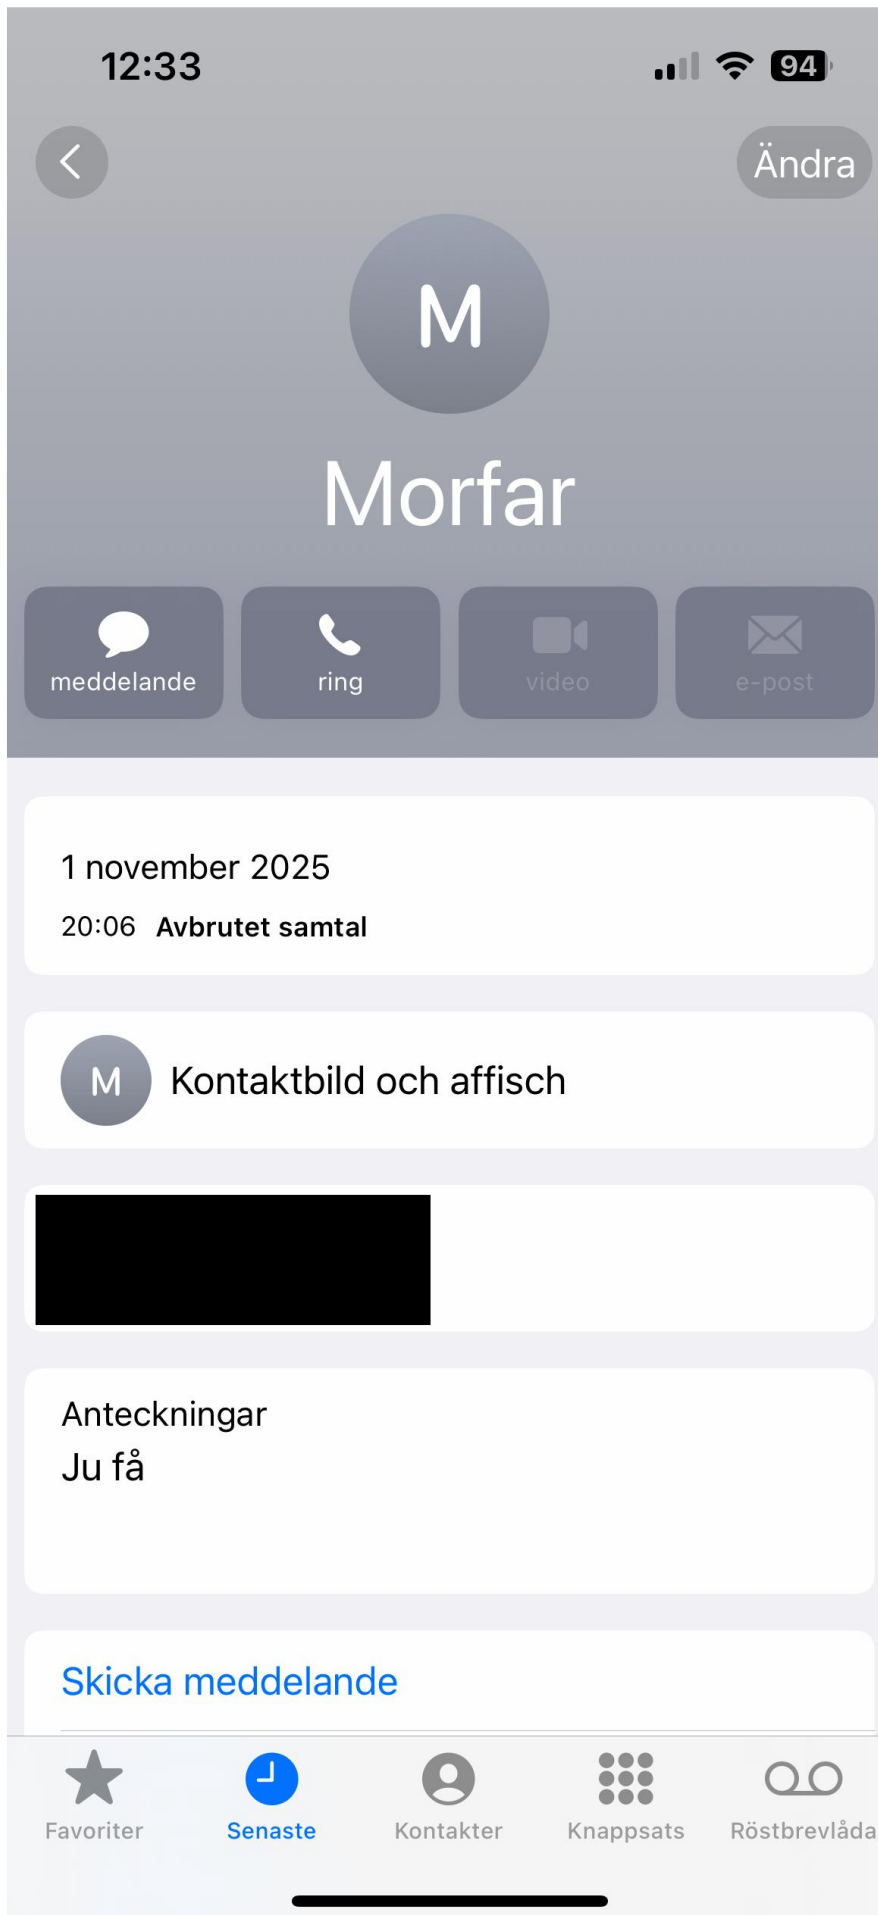 12:33
94
Ändra
M
Morfar
meddelande ring video e-post
1 november 2025
20:06 Avbrutet samtal
M Kontaktbild och affisch
Anteckningar
Ju få
Skicka meddelande
Favoriter Senaste Kontakter Knappsats Röstbrevlåda